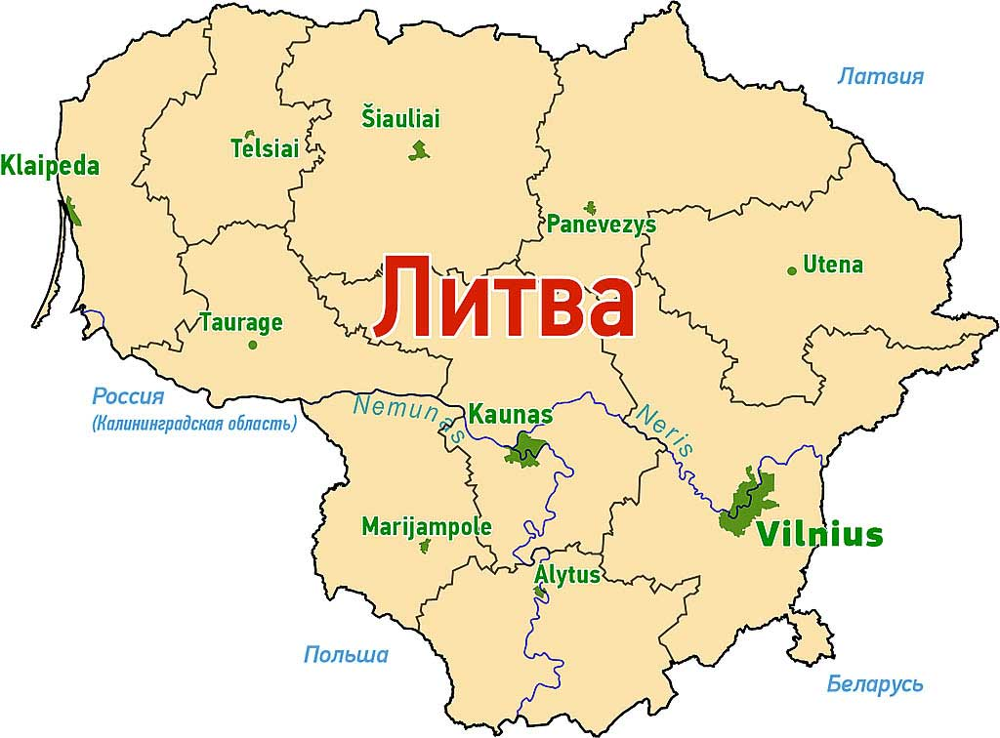 Латвия
Šiauliai
Telsiai
Klaipeda
Panevezys
Utena
Литва
Taurage
Россия
(Калининградская область)
Nemunas
Kaunas
Neris
Marijampole
Vilnius
Alytus
Польша
Беларусь